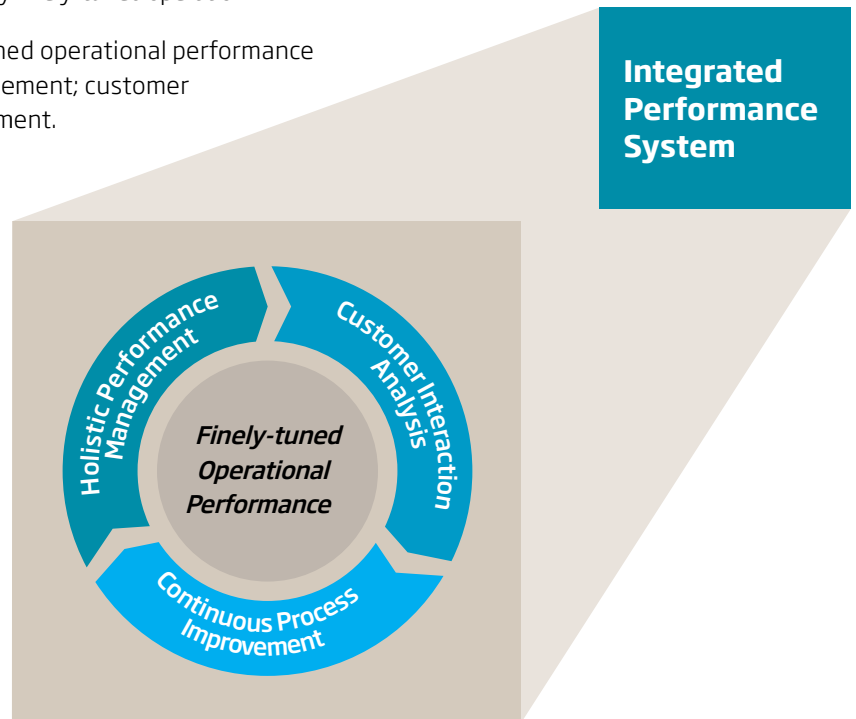 ned operational performance
ement; customer
ment.
Integrated
Performance
System
Holistic Performance
Management
Customer Interaction
Analysis
Finely-tuned
Operational
Performance
Continuous Process
Improvement